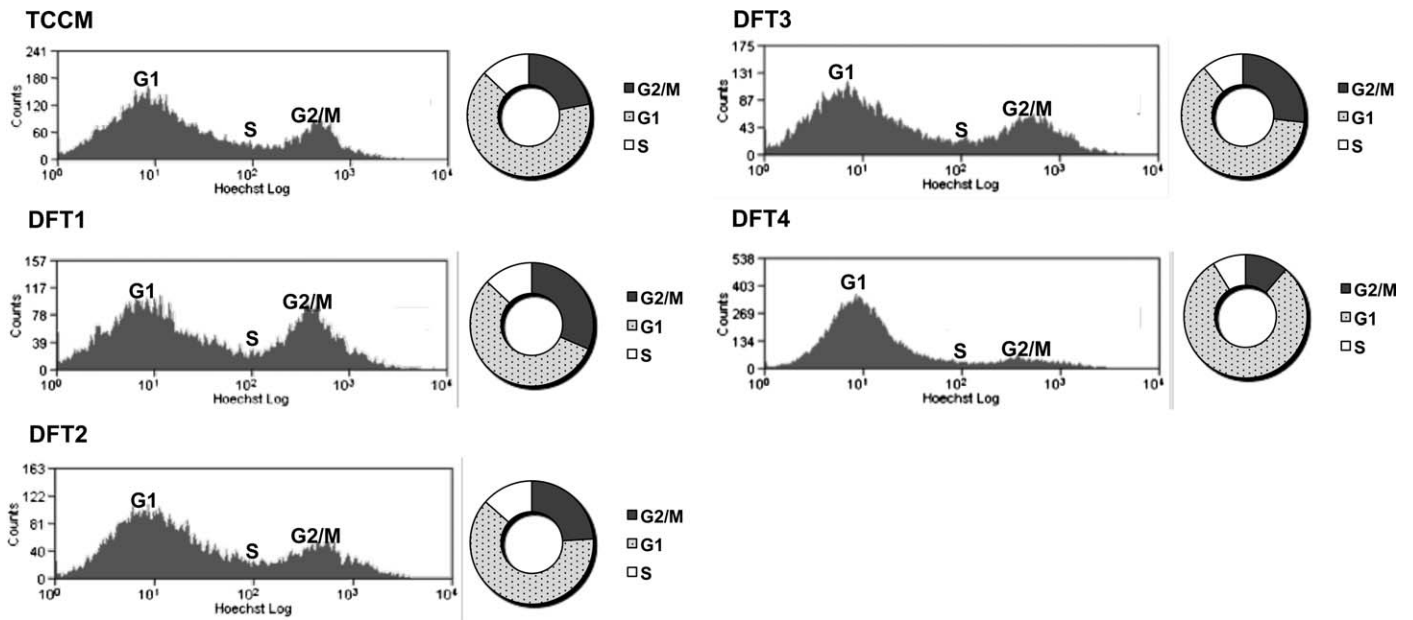 TCCM
241
180
120
60
0
Counts
G1
S
G2/M
10⁰
10¹
10²
10³
10⁴
Hoechst Log
G2/M
G1
S
DFT1
157
117
78
39
0
Counts
G1
S
G2/M
10⁰
10¹
10²
10³
10⁴
Hoechst Log
G2/M
G1
S
DFT2
163
122
81
40
0
Counts
G1
S
G2/M
10⁰
10¹
10²
10³
10⁴
Hoechst Log
G2/M
G1
S
DFT3
175
131
87
43
0
Counts
G1
S
G2/M
10⁰
10¹
10²
10³
10⁴
Hoechst Log
G2/M
G1
S
DFT4
538
403
269
134
0
Counts
G1
S
G2/M
10⁰
10¹
10²
10³
10⁴
Hoechst Log
G2/M
G1
S